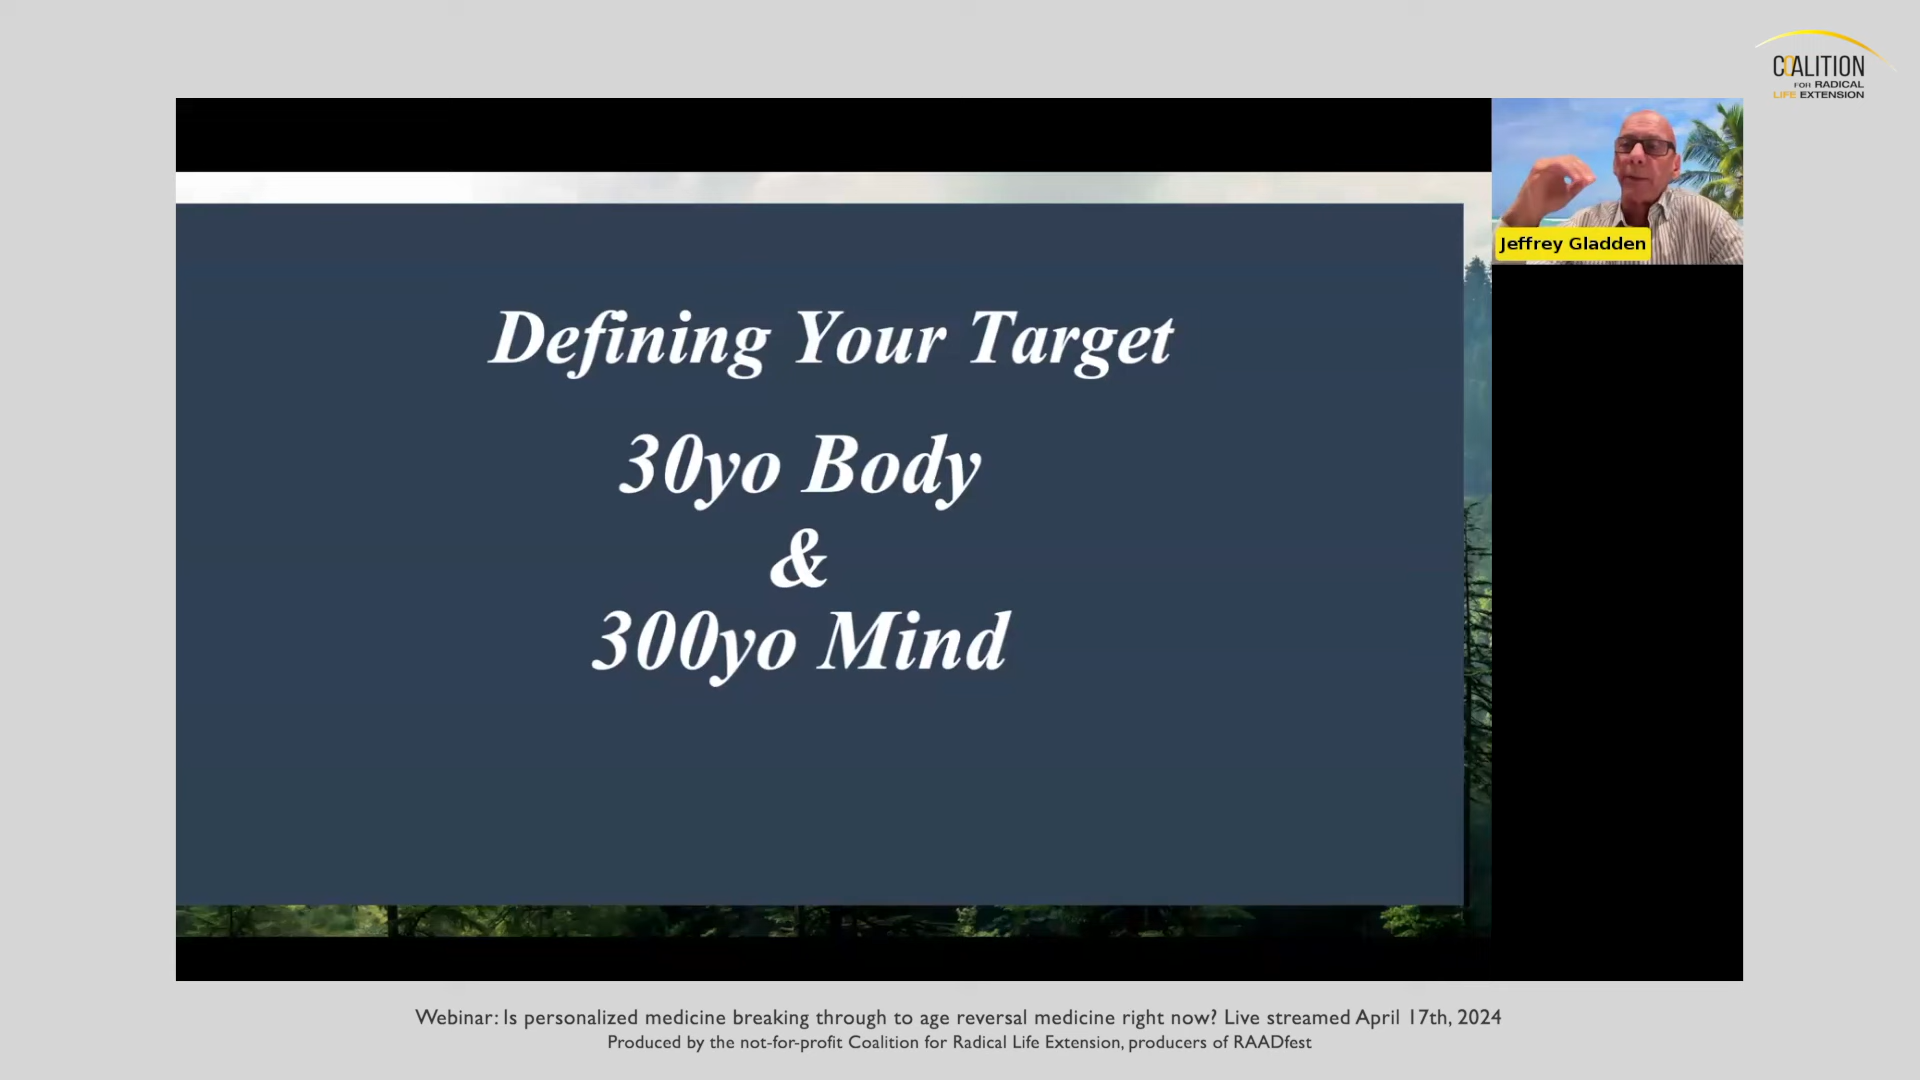 COALITION
FOR RADICAL
LIFE EXTENSION
Jeffrey Gladden
Defining Your Target
30yo Body
&
300yo Mind
Webinar: Is personalized medicine breaking through to age reversal medicine right now? Live streamed April 17th, 2024
Produced by the not-for-profit Coalition for Radical Life Extension, producers of RAADfest